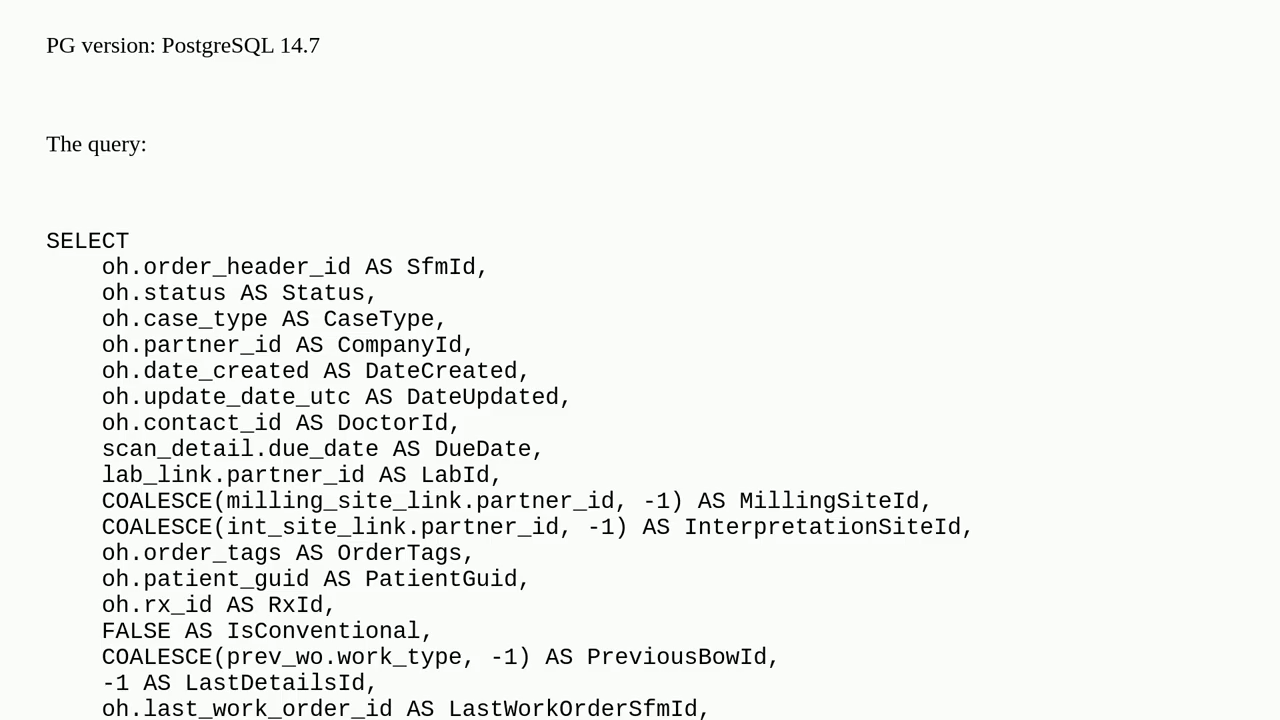 PG version: PostgreSQL 14.7
The query:
SELECT
oh.order_header_id AS SfmId,
oh.status AS Status,
oh.case_type AS CaseType,
oh.partner_id AS CompanyId,
oh.date_created AS DateCreated,
oh.update_date_utc AS DateUpdated,
oh.contact_id AS DoctorId,
scan_detail.due_date AS DueDate,
lab_link.partner_id AS LabId,
COALESCE(milling_site_link.partner_id, -1) AS MillingSiteId,
COALESCE(int_site_link.partner_id, -1) AS InterpretationSiteId,
oh.order_tags AS OrderTags,
oh.patient_guid AS PatientGuid,
oh.rx_id AS RxId,
FALSE AS IsConventional,
COALESCE(prev_wo.work_type, -1) AS PreviousBowId,
-1 AS LastDetailsId,
oh.last_work_order_id AS LastWorkOrderSfmId,